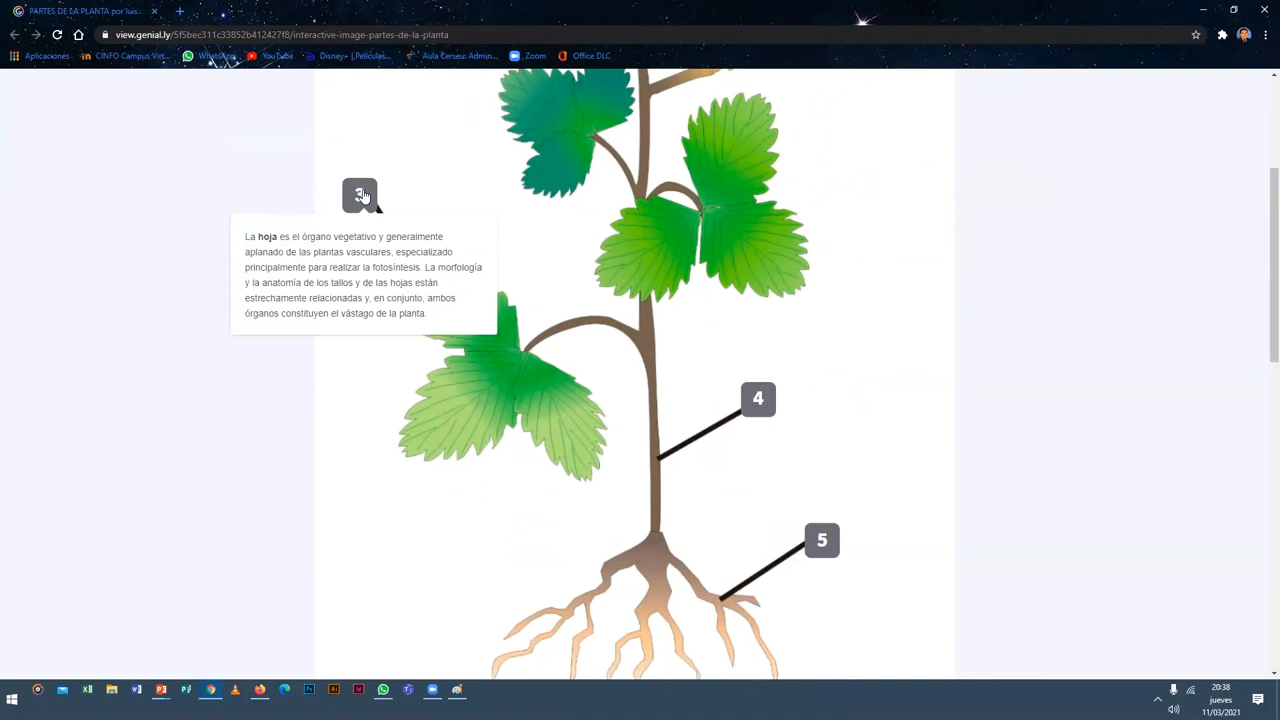 PARTES DE LA PLANTA por luis
view.genial.ly/5f5bec311c33852b412427f8/interactive-image-partes-de-la-planta
Aplicaciones
CINFO Campus Virt...
WhatsApp
YouTube
Disney+ | Películas...
Aula Cerseu: Admin...
Zoom
Office DLC
La hoja es el órgano vegetativo y generalmente
aplanado de las plantas vasculares, especializado
principalmente para realizar la fotosíntesis. La morfología
y la anatomía de los tallos y de las hojas están
estrechamente relacionadas y, en conjunto, ambos
órganos constituyen el vástago de la planta.
4
5
20:38
jueves
11/03/2021